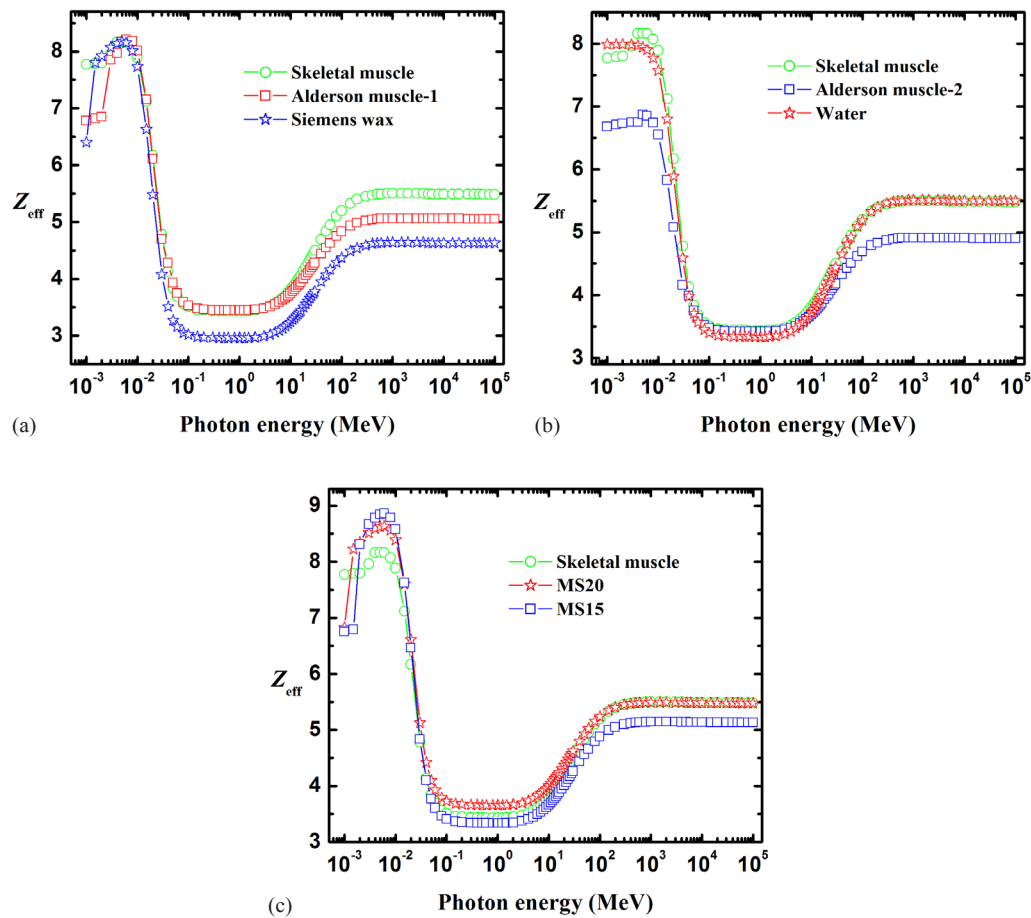 8
7
6
5
4
3
Z_eff
Skeletal muscle
Alderson muscle-1
Siemens wax
10^-3 10^-2 10^-1 10^0 10^1 10^2 10^3 10^4 10^5
Photon energy (MeV)
(a)
8
7
6
5
4
3
Z_eff
Skeletal muscle
Alderson muscle-2
Water
10^-3 10^-2 10^-1 10^0 10^1 10^2 10^3 10^4 10^5
Photon energy (MeV)
(b)
9
8
7
6
5
4
3
Z_eff
Skeletal muscle
MS20
MS15
10^-3 10^-2 10^-1 10^0 10^1 10^2 10^3 10^4 10^5
Photon energy (MeV)
(c)